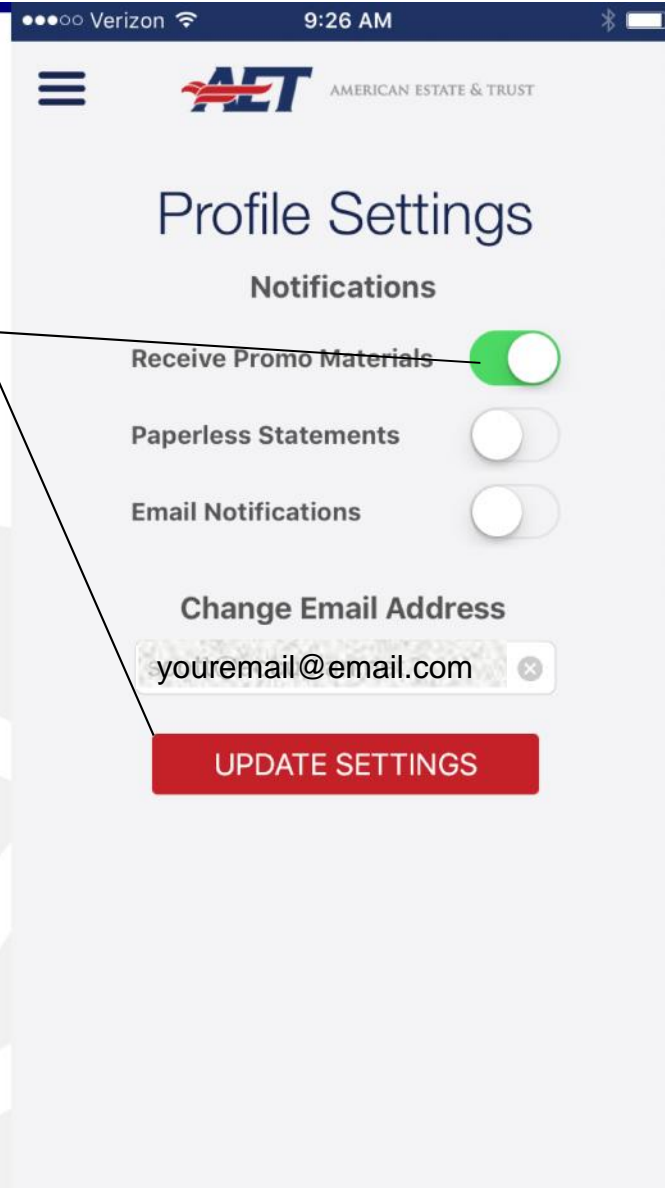 Verizon 9:26 AM
AET AMERICAN ESTATE & TRUST
Profile Settings
Notifications
Receive Promo Materials
Paperless Statements
Email Notifications
Change Email Address
youremail@email.com
UPDATE SETTINGS